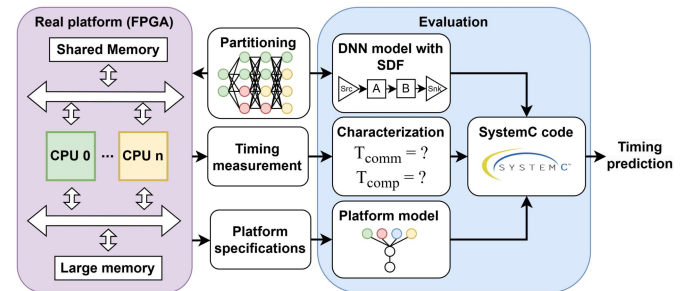 Real platform (FPGA)
Shared Memory
CPU 0
...
CPU n
Large memory
Partitioning
Timing
measurement
Platform
specifications
Evaluation
DNN model with
SDF
Src
A
B
Snk
Characterization
Tcomm = ?
Tcomp = ?
Platform model
SystemC code
SYSTEM C™
Timing
prediction